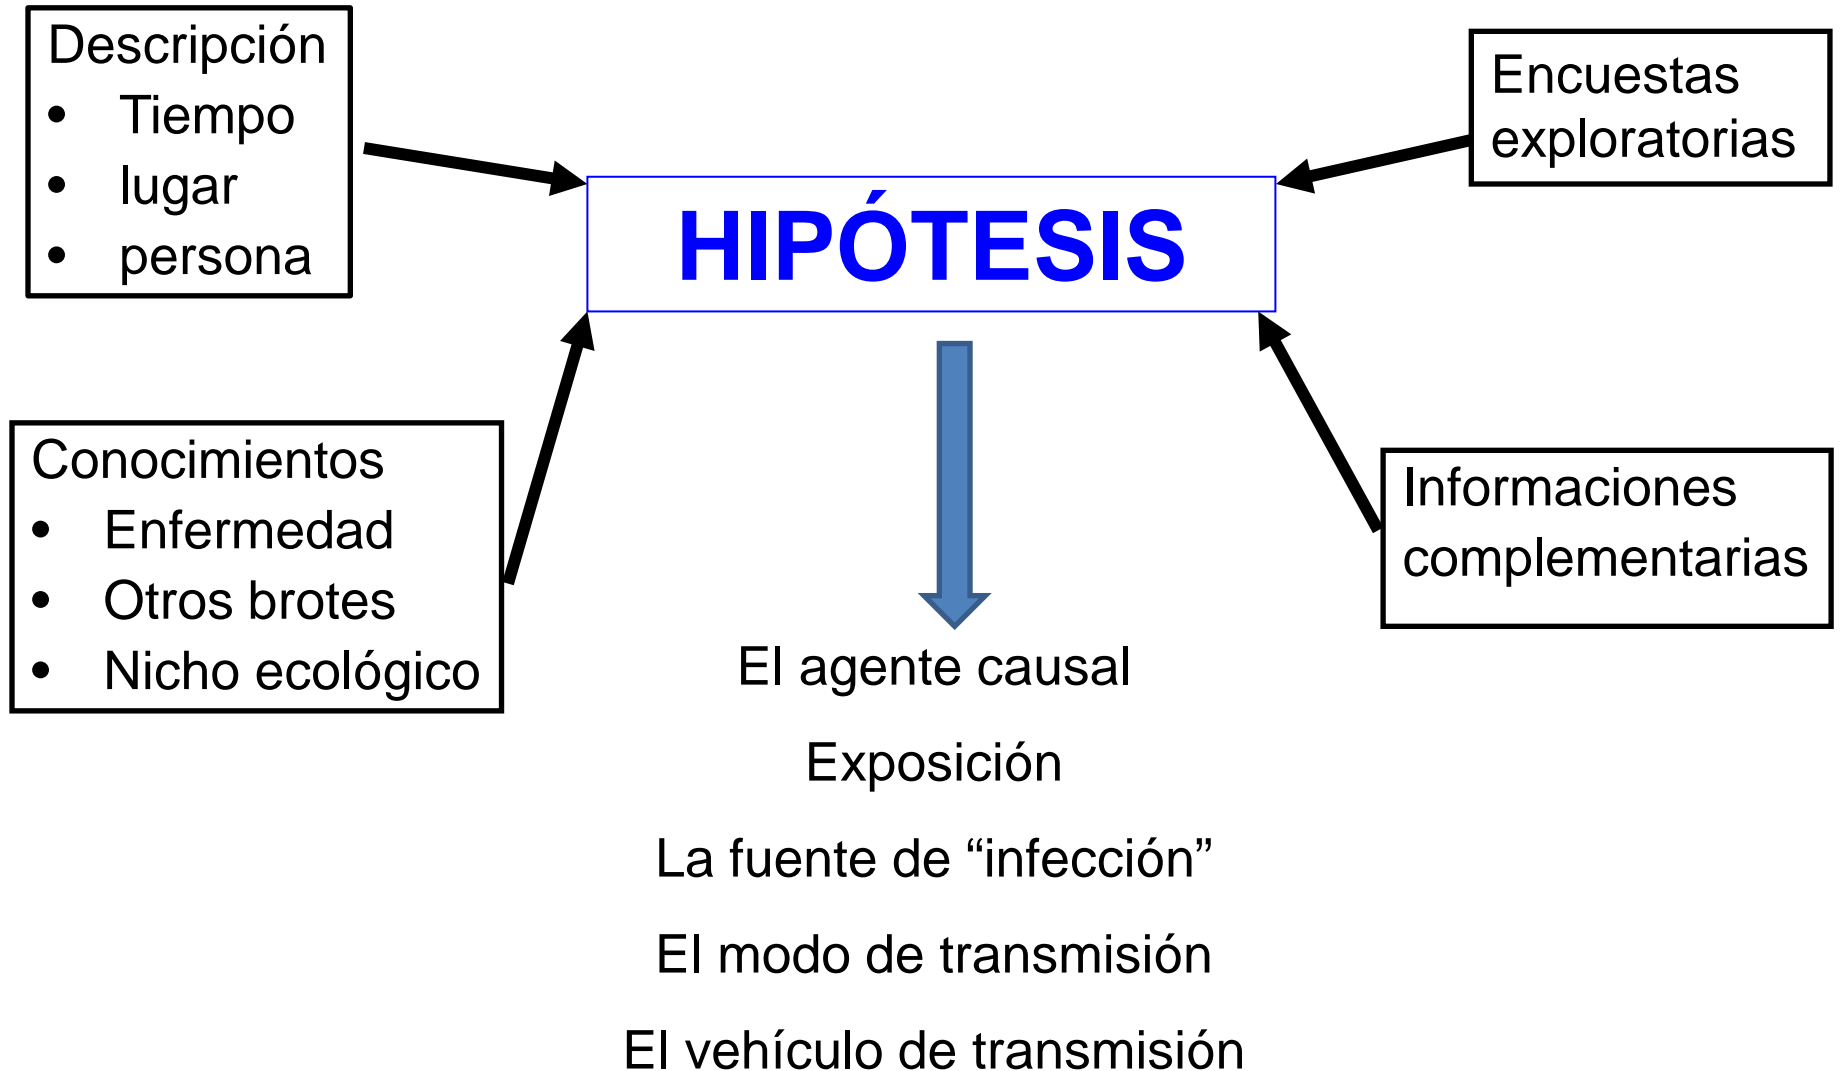 Descripción
• Tiempo
• lugar
• persona
Encuestas
exploratorias
HIPÓTESIS
Conocimientos
• Enfermedad
• Otros brotes
• Nicho ecológico
Informaciones
complementarias
El agente causal
Exposición
La fuente de “infección”
El modo de transmisión
El vehículo de transmisión